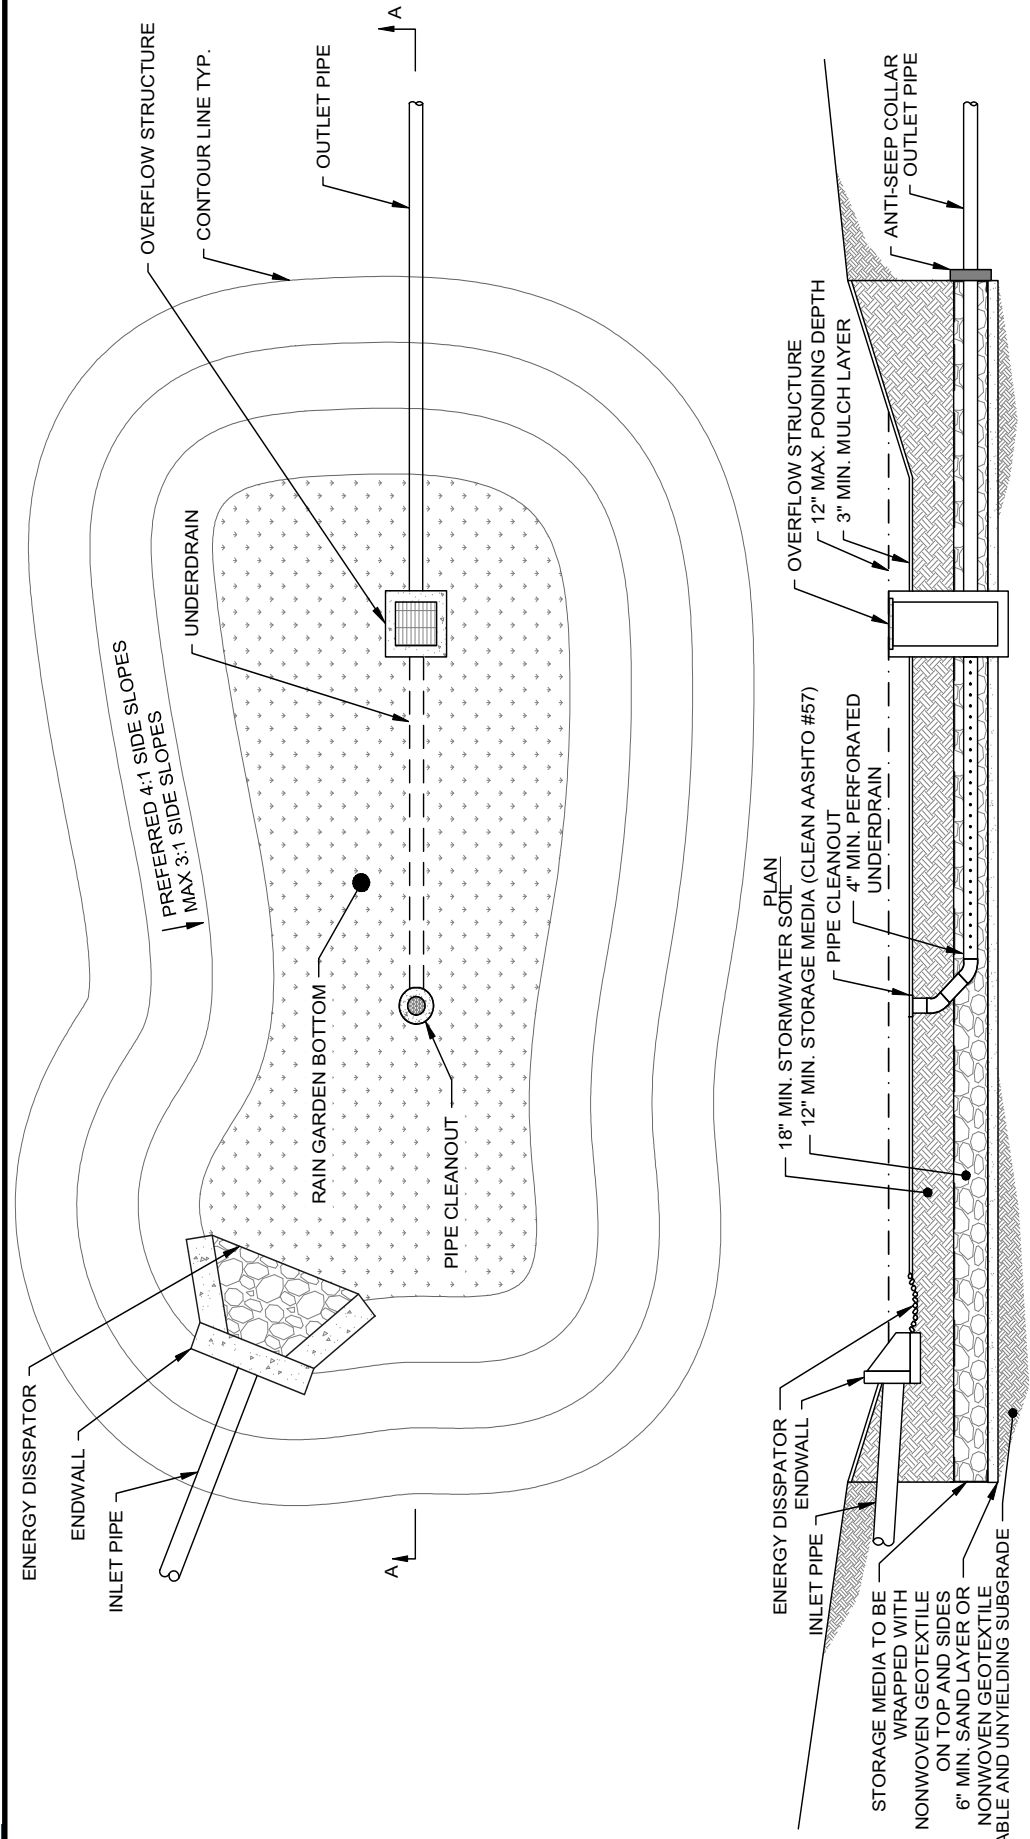 ENERGY DISSPATOR
ENDWALL
INLET PIPE
PREFERRED 4:1 SIDE SLOPES
MAX 3:1 SIDE SLOPES
UNDERDRAIN
OVERFLOW STRUCTURE
CONTOUR LINE TYP.
OUTLET PIPE
RAIN GARDEN BOTTOM
PIPE CLEANOUT
A
A
PLAN
18" MIN. STORMWATER SOIL
12" MIN. STORAGE MEDIA (CLEAN AASHTO #57)
PIPE CLEANOUT
4" MIN. PERFORATED
UNDERDRAIN
OVERFLOW STRUCTURE
12" MAX. PONDING DEPTH
3" MIN. MULCH LAYER
ANTI-SEEP COLLAR
OUTLET PIPE
ENERGY DISSPATOR
ENDWALL
INLET PIPE
STORAGE MEDIA TO BE
WRAPPED WITH
NONWOVEN GEOTEXTILE
ON TOP AND SIDES
6" MIN. SAND LAYER OR
NONWOVEN GEOTEXTILE
AND UNYIELDING SUBGRADE